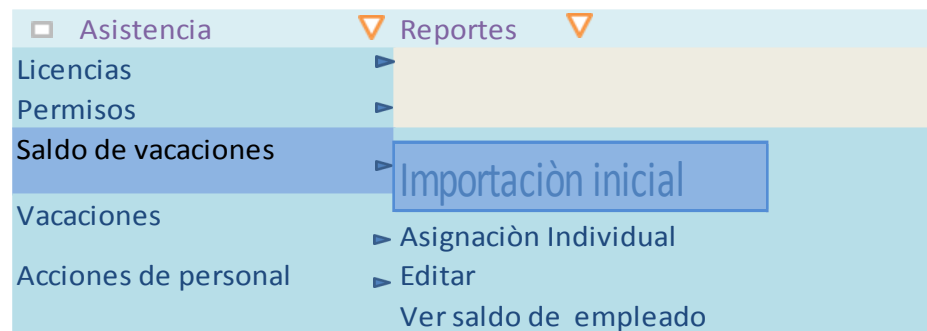 Asistencia
Reportes
Licencias
Permisos
Saldo de vacaciones
Importaciòn inicial
Vacaciones
Asignaciòn Individual
Acciones de personal
Editar
Ver saldo de empleado